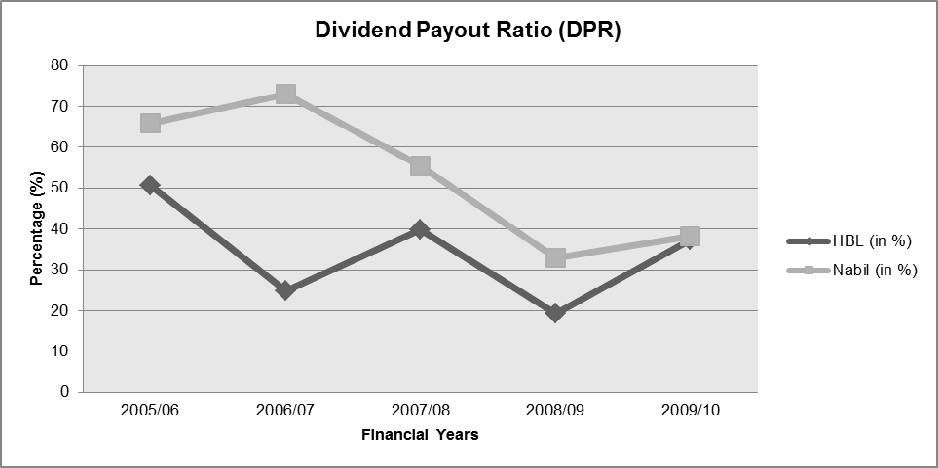 Dividend Payout Ratio (DPR)
80
70
60
50
40
30
20
10
0
Percentage (%)
2005/06 2006/07 2007/08 2008/09 2009/10
Financial Years
HBL (in %)
Nabil (in %)